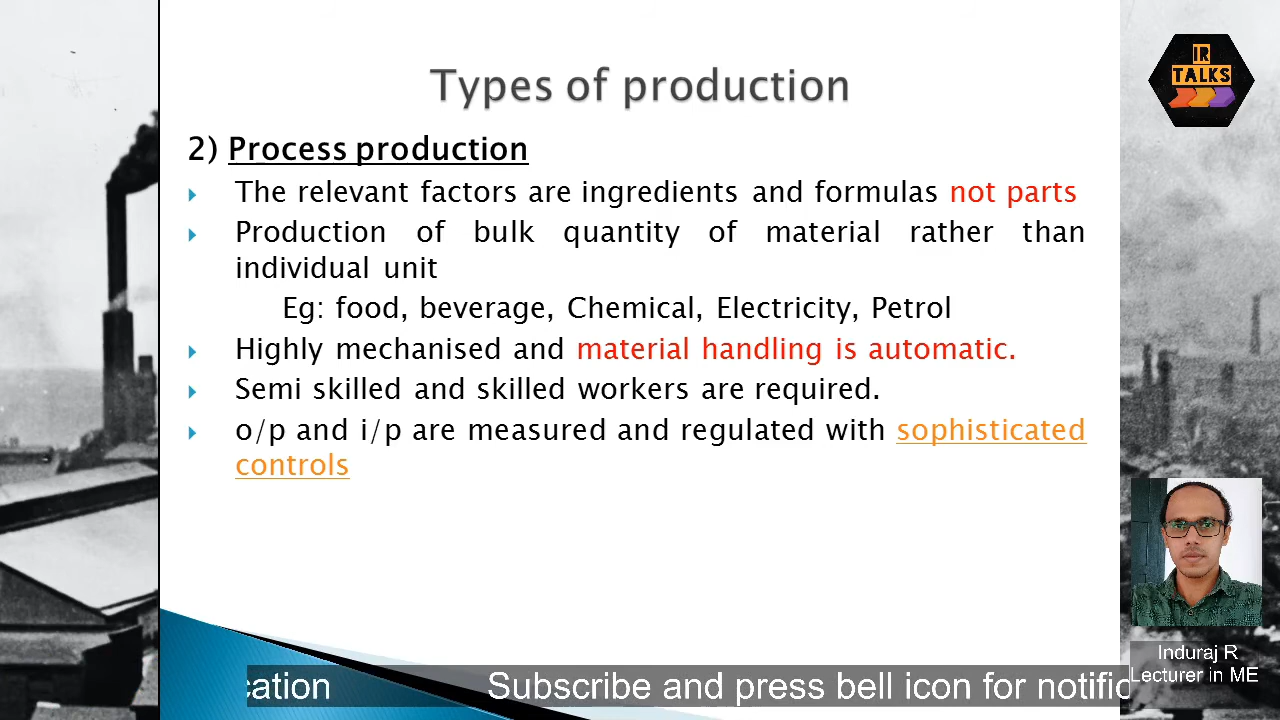 Types of production
2) Process production
The relevant factors are ingredients and formulas not parts
Production of bulk quantity of material rather than
individual unit
Eg: food, beverage, Chemical, Electricity, Petrol
Highly mechanised and material handling is automatic.
Semi skilled and skilled workers are required.
o/p and i/p are measured and regulated with sophisticated
controls
IR
TALKS
Induraj R
Lecturer in ME
cation Subscribe and press bell icon for notific